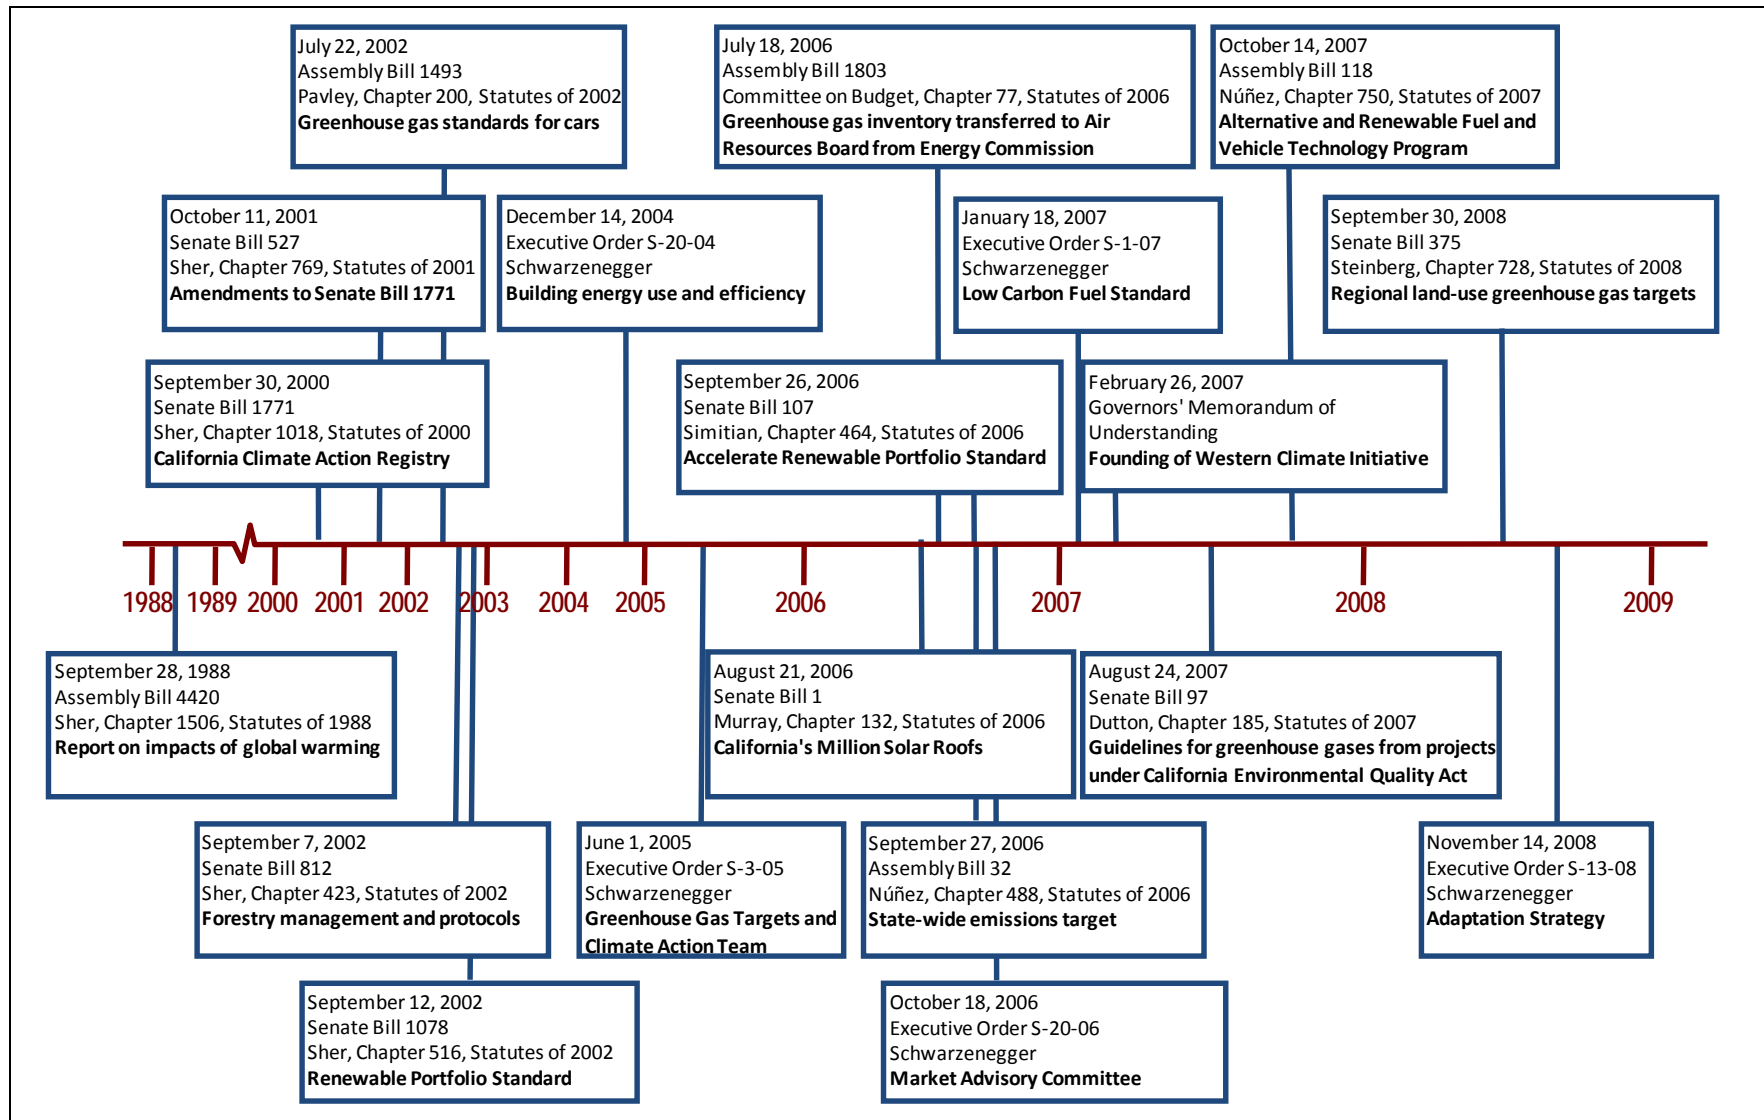 July 22, 2002
Assembly Bill 1493
Pavley, Chapter 200, Statutes of 2002
Greenhouse gas standards for cars
July 18, 2006
Assembly Bill 1803
Committee on Budget, Chapter 77, Statutes of 2006
Greenhouse gas inventory transferred to Air
Resources Board from Energy Commission
October 14, 2007
Assembly Bill 118
Núñez, Chapter 750, Statutes of 2007
Alternative and Renewable Fuel and
Vehicle Technology Program
October 11, 2001
Senate Bill 527
Sher, Chapter 769, Statutes of 2001
Amendments to Senate Bill 1771
December 14, 2004
Executive Order S-20-04
Schwarzenegger
Building energy use and efficiency
January 18, 2007
Executive Order S-1-07
Schwarzenegger
Low Carbon Fuel Standard
September 30, 2008
Senate Bill 375
Steinberg, Chapter 728, Statutes of 2008
Regional land-use greenhouse gas targets
September 30, 2000
Senate Bill 1771
Sher, Chapter 1018, Statutes of 2000
California Climate Action Registry
September 26, 2006
Senate Bill 107
Simitian, Chapter 464, Statutes of 2006
Accelerate Renewable Portfolio Standard
February 26, 2007
Governors' Memorandum of
Understanding
Founding of Western Climate Initiative
1988 1989 2000 2001 2002 2003 2004 2005 2006 2007 2008 2009
September 28, 1988
Assembly Bill 4420
Sher, Chapter 1506, Statutes of 1988
Report on impacts of global warming
August 21, 2006
Senate Bill 1
Murray, Chapter 132, Statutes of 2006
California's Million Solar Roofs
August 24, 2007
Senate Bill 97
Dutton, Chapter 185, Statutes of 2007
Guidelines for greenhouse gases from projects
under California Environmental Quality Act
September 7, 2002
Senate Bill 812
Sher, Chapter 423, Statutes of 2002
Forestry management and protocols
June 1, 2005
Executive Order S-3-05
Schwarzenegger
Greenhouse Gas Targets and
Climate Action Team
September 27, 2006
Assembly Bill 32
Núñez, Chapter 488, Statutes of 2006
State-wide emissions target
November 14, 2008
Executive Order S-13-08
Schwarzenegger
Adaptation Strategy
September 12, 2002
Senate Bill 1078
Sher, Chapter 516, Statutes of 2002
Renewable Portfolio Standard
October 18, 2006
Executive Order S-20-06
Schwarzenegger
Market Advisory Committee